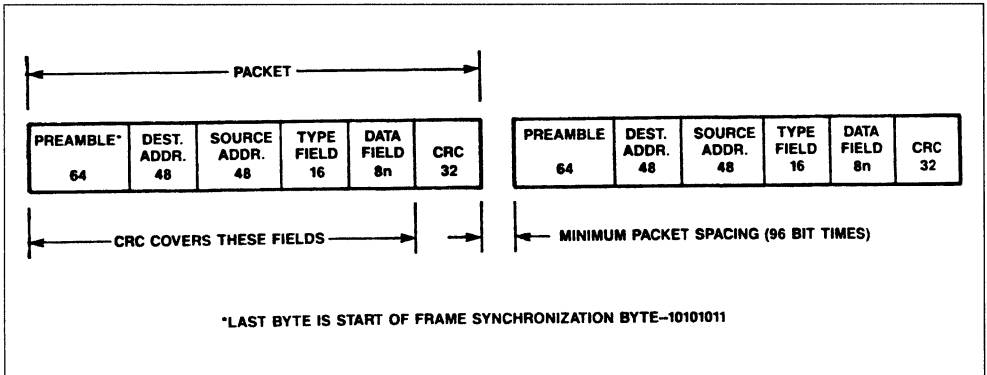 PACKET
PREAMBLE* DEST. ADDR. SOURCE ADDR. TYPE FIELD DATA FIELD CRC
64 48 48 16 8n 32
PREAMBLE DEST. ADDR. SOURCE ADDR. TYPE FIELD DATA FIELD CRC
64 48 48 16 8n 32
CRC COVERS THESE FIELDS
MINIMUM PACKET SPACING (96 BIT TIMES)
*LAST BYTE IS START OF FRAME SYNCHRONIZATION BYTE--10101011